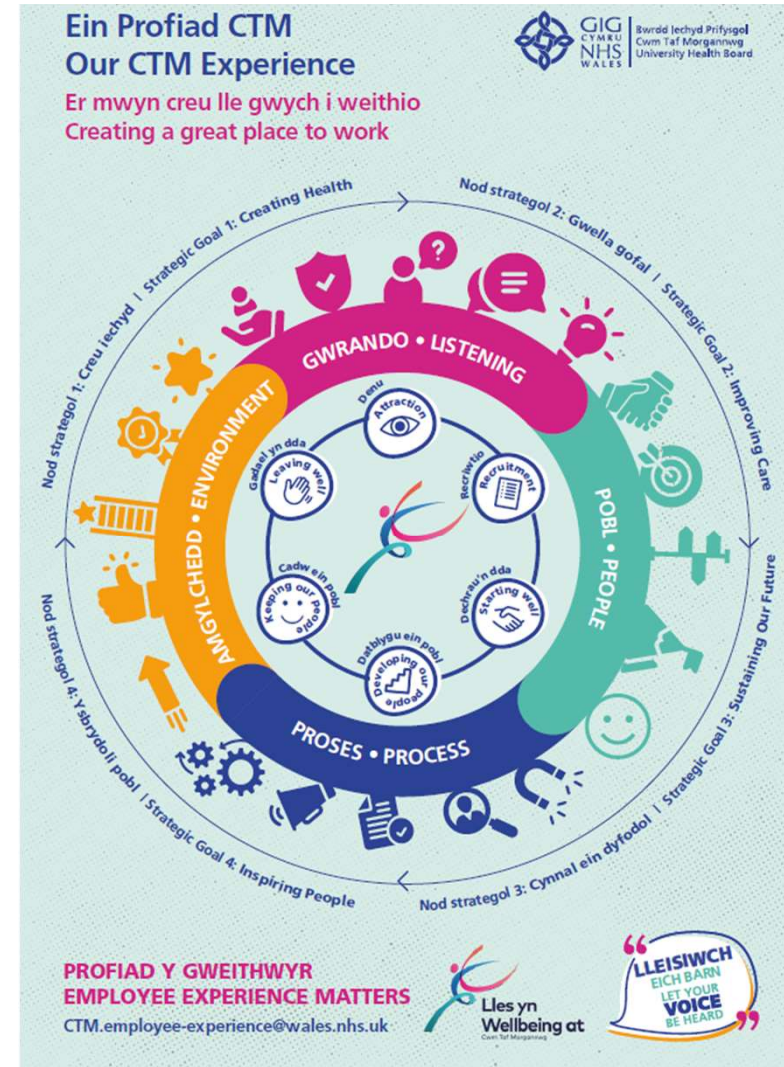 Ein Profiad CTM
Our CTM Experience
Er mwyn creu lle gwych i weithio
Creating a great place to work
GIG
CYMRU
NHS
WALES
Bwrdd Iechyd Prifysgol
Cwm Taf Morgannwg
University Health Board
Nod strategol 1: Creu iechyd | Strategic Goal 1: Creating Health
Nod strategol 2: Gwella gofal | Strategic Goal 2: Improving Care
Nod strategol 3: Cynnal ein dyfodol | Strategic Goal 3: Sustaining Our Future
Nod strategol 4: Ysbrydoli pobl | Strategic Goal 4: Inspiring People
GWRANDO • LISTENING
POBL • PEOPLE
PROSES • PROCESS
AMGYLCHEDD • ENVIRONMENT
Denu
Attraction
Recriwtio
Recruitment
Dechrau'n dda
Starting well
Datblygu ein pobl
Developing our people
Cadw ein pobl
Keeping our people
Gadael yn dda
Leaving well
?
PROFIAD Y GWEITHWYR
EMPLOYEE EXPERIENCE MATTERS
CTM.employee-experience@wales.nhs.uk
Lles yn
Wellbeing at
Cwm Taf Morgannwg
LLEISIWCH
EICH BARN
LET YOUR
VOICE
BE HEARD